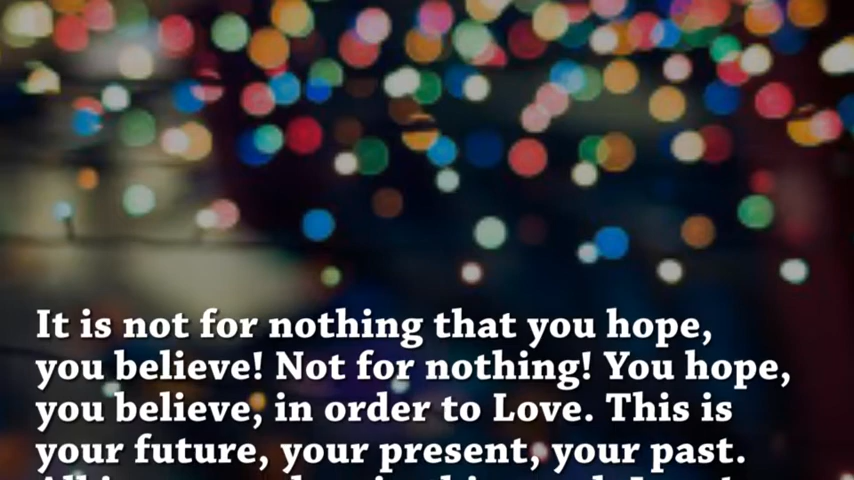 It is not for nothing that you hope,
you believe! Not for nothing! You hope,
you believe, in order to Love. This is
your future, your present, your past.